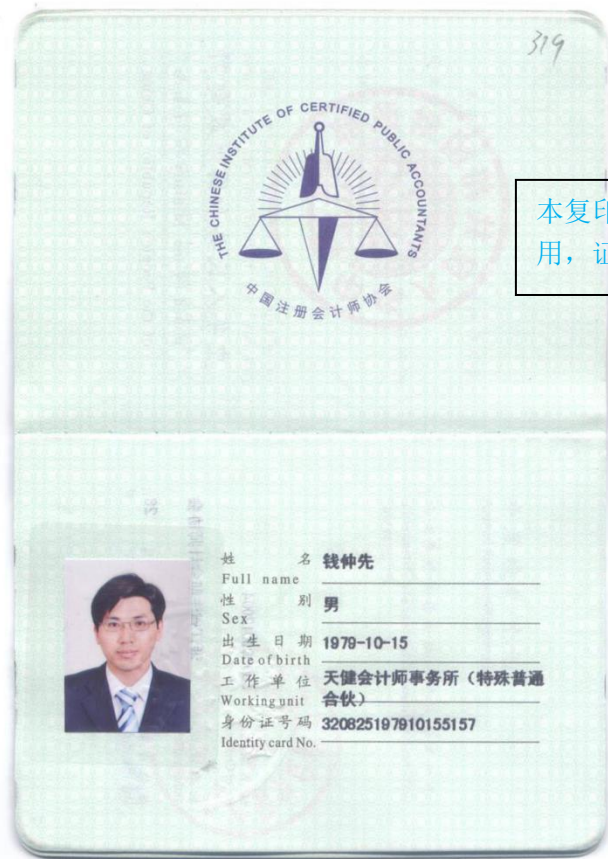 319
THE CHINESE INSTITUTE OF CERTIFIED PUBLIC ACCOUNTANTS
中国注册会计师协会
本复印
用，证
姓 名 钱仲先
Full name
性 别 男
Sex
出生日期 1979-10-15
Date of birth
工作单位 天健会计师事务所（特殊普通
Working unit 合伙）
身份证号码 320825197910155157
Identity card No.